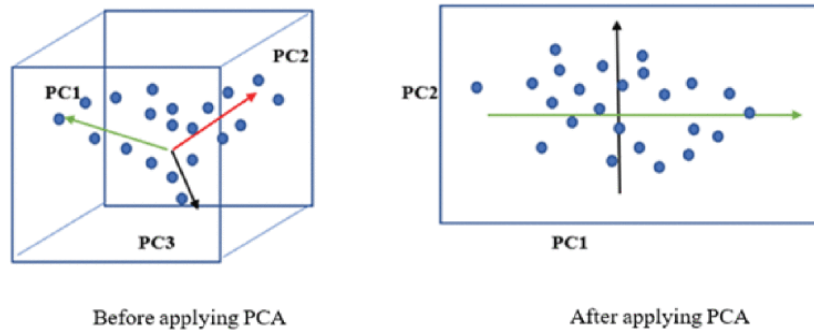 PC1
PC2
PC3
Before applying PCA
PC2
PC1
After applying PCA